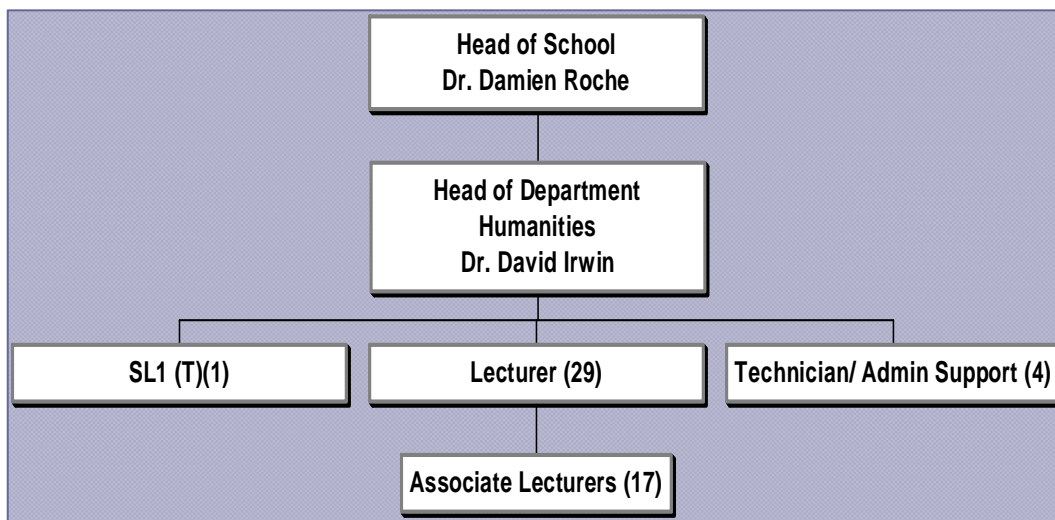 Head of School
Dr. Damien Roche
Head of Department
Humanities
Dr. David Irwin
SL1 (T)(1)
Lecturer (29)
Technician/ Admin Support (4)
Associate Lecturers (17)